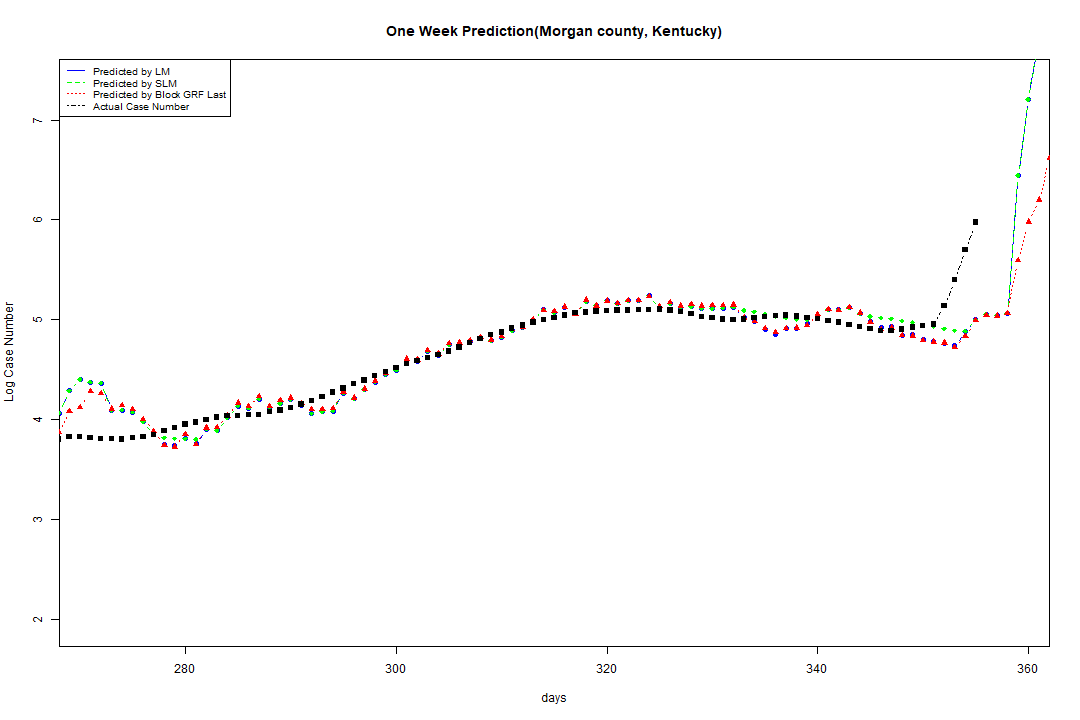 One Week Prediction(Morgan county, Kentucky)
Predicted by LM
Predicted by SLM
Predicted by Block GRF Last
Actual Case Number
7
6
5
4
3
2
Log Case Number
280 300 320 340 360
days